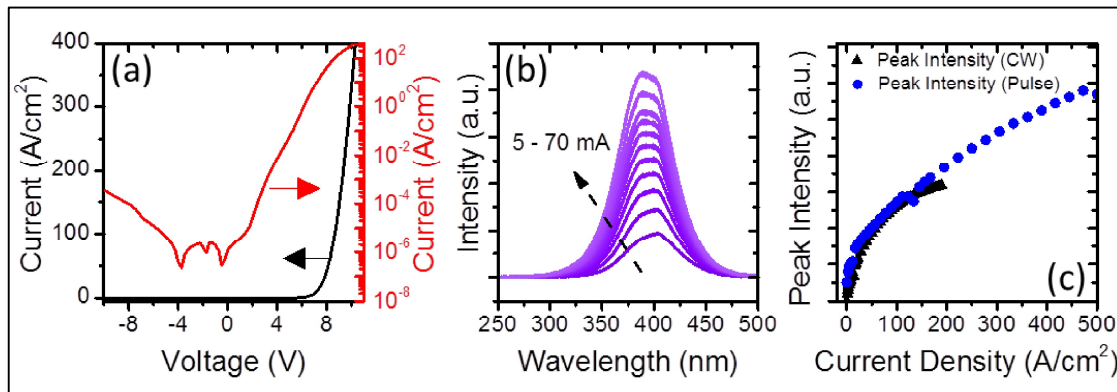 (a)
Current (A/cm²)
400
300
200
100
0
-8
-4
0
4
8
Voltage (V)
10²
10⁰
10⁻²
10⁻⁴
10⁻⁶
10⁻⁸
Current (A/cm²)
(b)
Intensity (a.u.)
5 - 70 mA
250
300
350
400
450
500
Wavelength (nm)
Peak Intensity (a.u.)
Peak Intensity (CW)
Peak Intensity (Pulse)
(c)
0
100
200
300
400
500
Current Density (A/cm²)